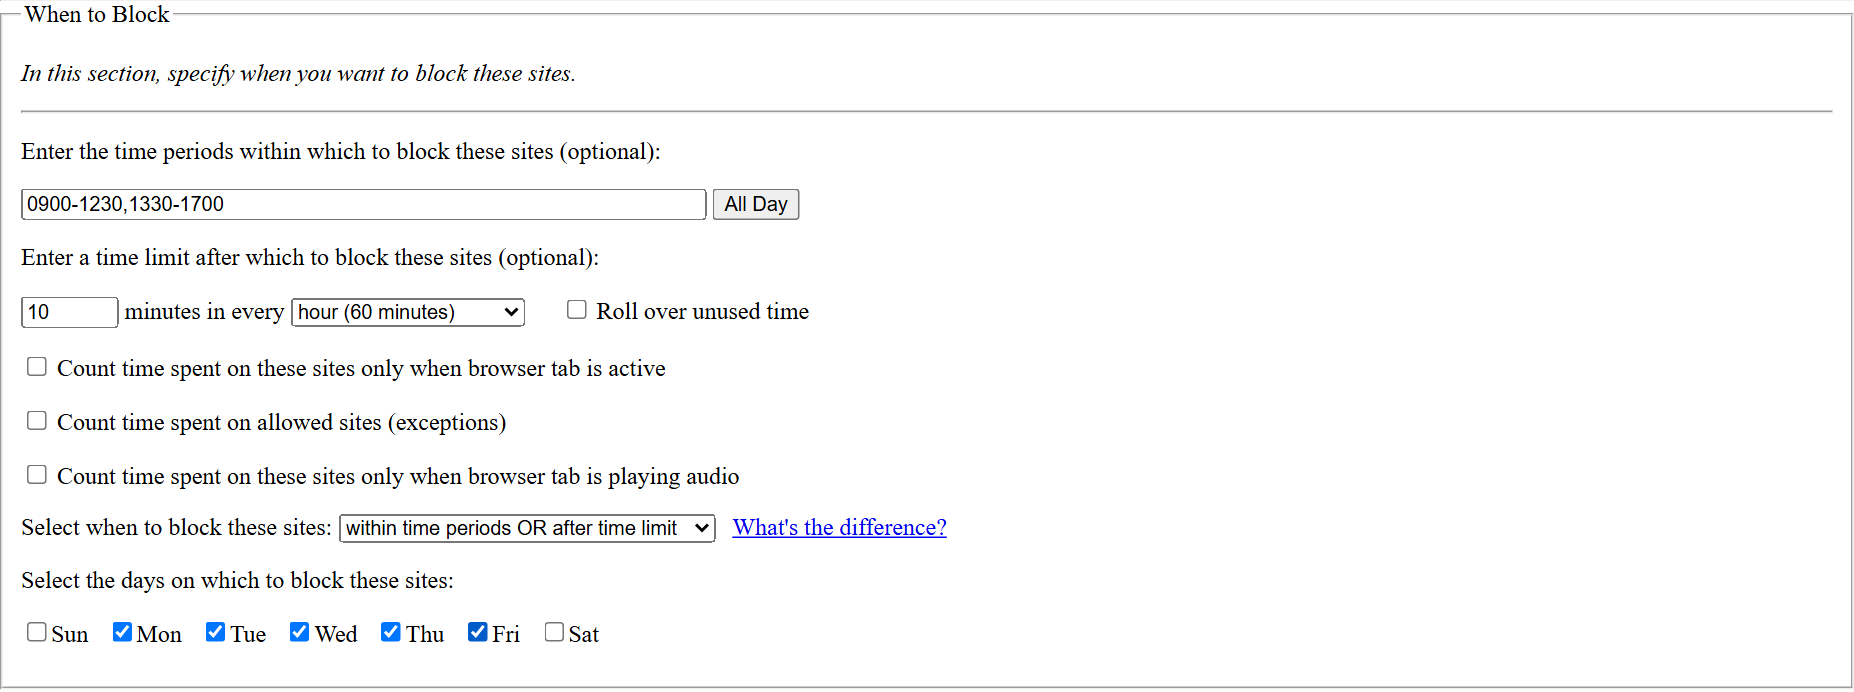 When to Block
In this section, specify when you want to block these sites.
Enter the time periods within which to block these sites (optional):
0900-1230,1330-1700 All Day
Enter a time limit after which to block these sites (optional):
10 minutes in every hour (60 minutes) Roll over unused time
Count time spent on these sites only when browser tab is active
Count time spent on allowed sites (exceptions)
Count time spent on these sites only when browser tab is playing audio
Select when to block these sites: within time periods OR after time limit What's the difference?
Select the days on which to block these sites:
Sun Mon Tue Wed Thu Fri Sat